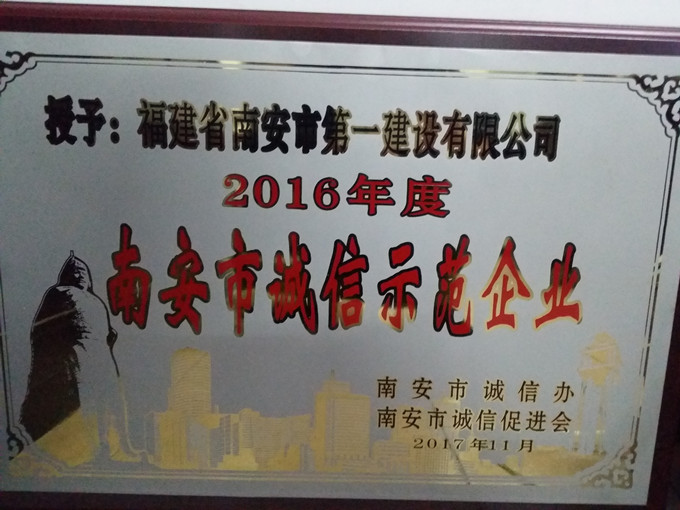 授予：福建省南安市第一建设有限公司
2016年度
南安市诚信示范企业
南安市诚信办
南安市诚信促进会
2017年11月